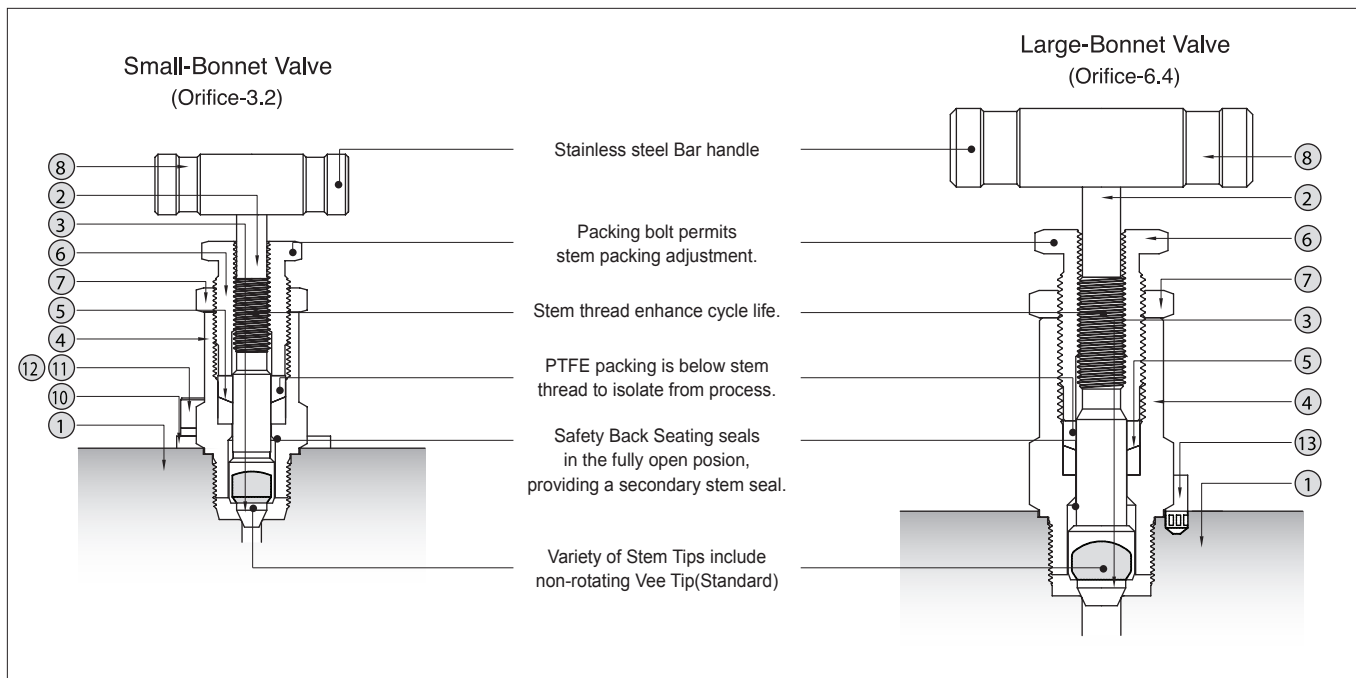 Small-Bonnet Valve
(Orifice-3.2)
8
2
3
6
7
5
4
12 11
10
1
Stainless steel Bar handle
Packing bolt permits
stem packing adjustment.
Stem thread enhance cycle life.
PTFE packing is below stem
thread to isolate from process.
Safety Back Seating seals
in the fully open posion,
providing a secondary stem seal.
Variety of Stem Tips include
non-rotating Vee Tip(Standard)
Large-Bonnet Valve
(Orifice-6.4)
8
2
6
7
3
5
4
13
1